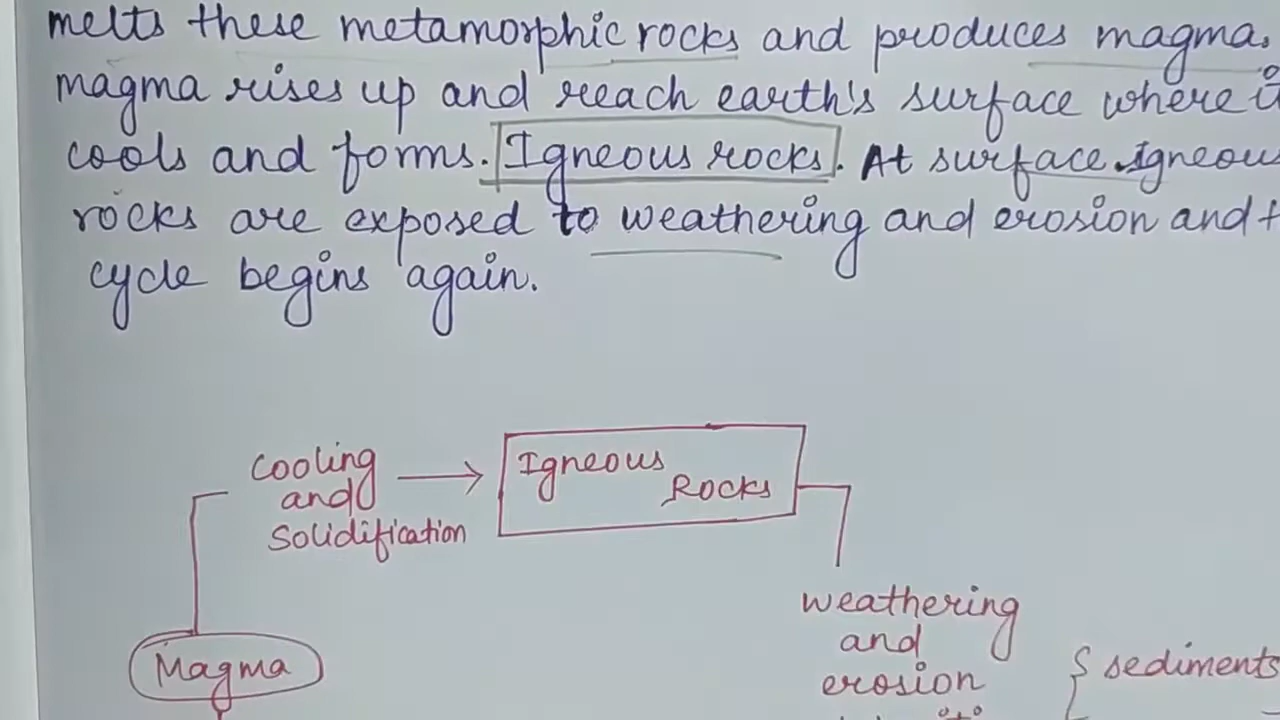 melts these metamorphic rocks and produces magma.
magma rises up and reach earth's surface where it
cools and forms. Igneous rocks. At surface Igneous
rocks are exposed to weathering and erosion and
cycle begins again.
Cooling
and
Solidification
Igneous
Rocks
Magma
weathering
and
erosion
sediments